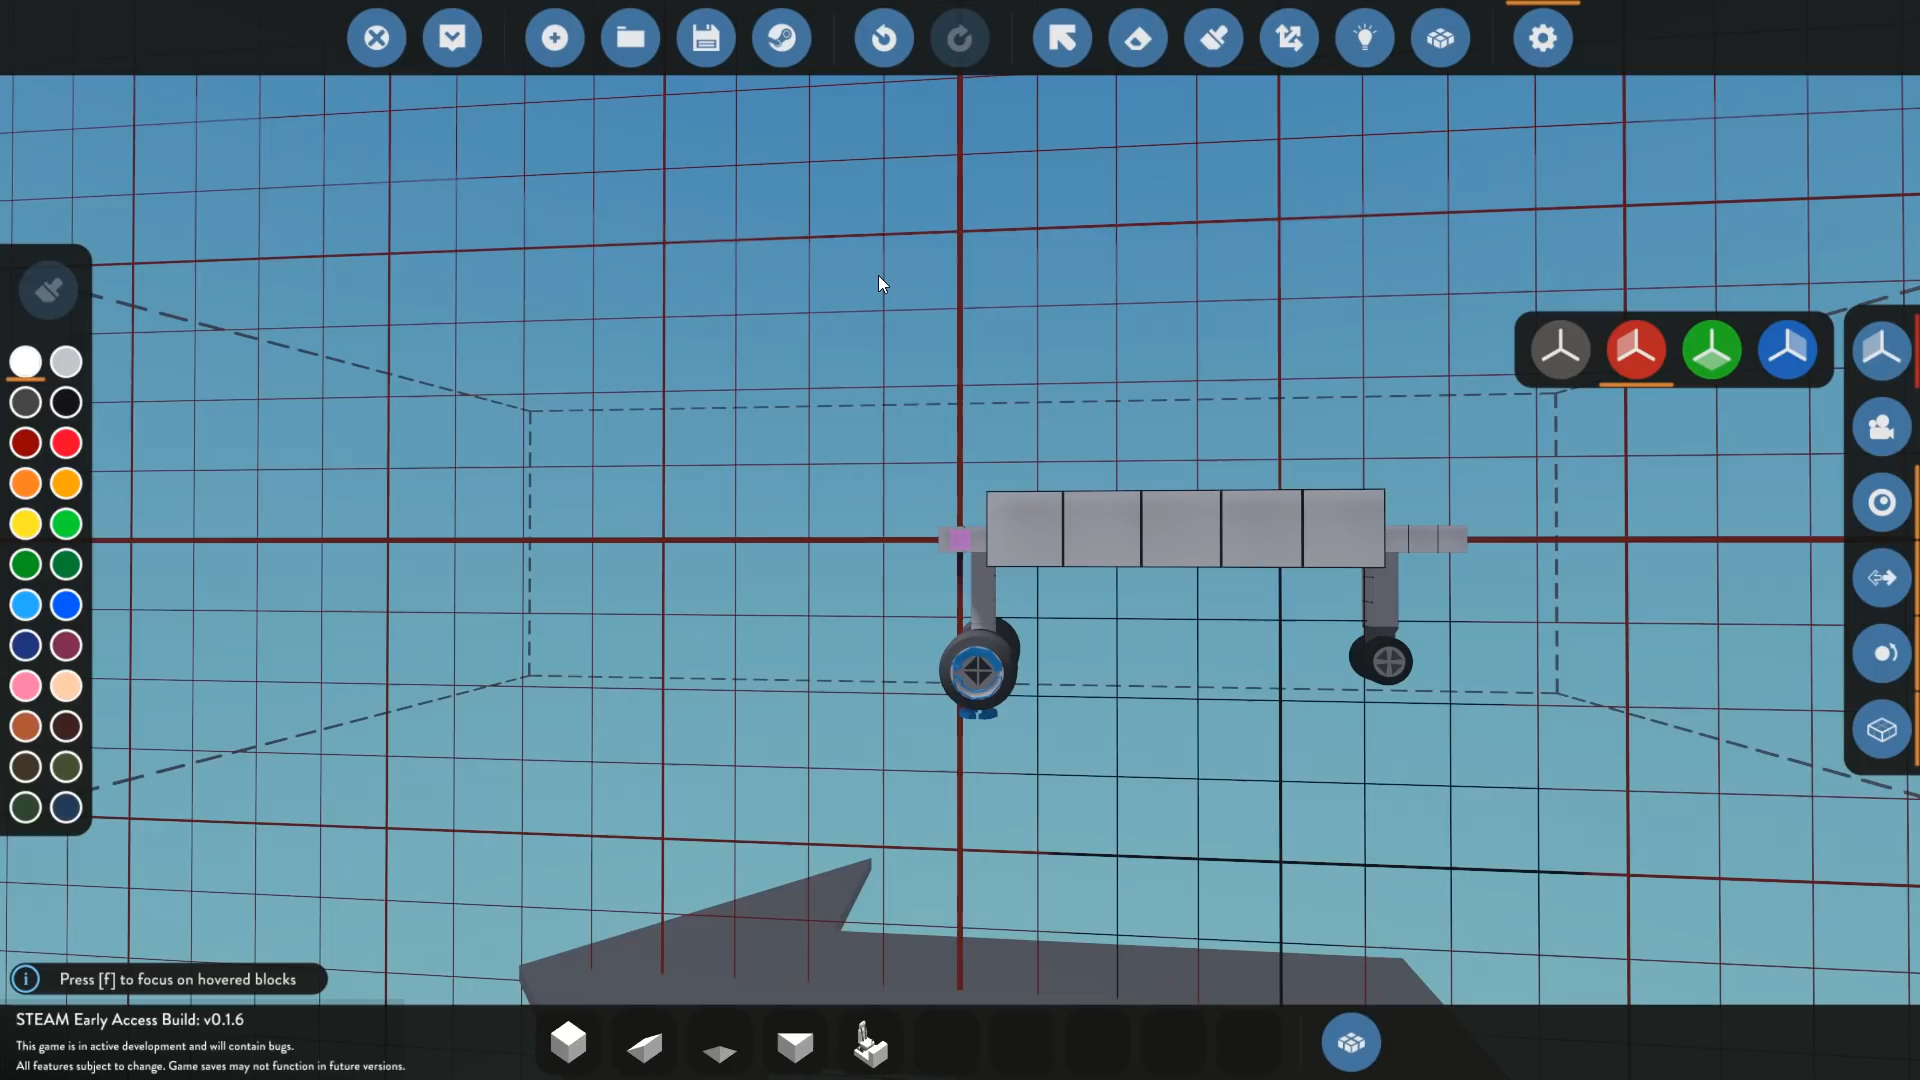 Press [f] to focus on hovered blocks
STEAM Early Access Build: v0.1.6
This game is in active development and will contain bugs.
All features subject to change. Game saves may not function in future versions.